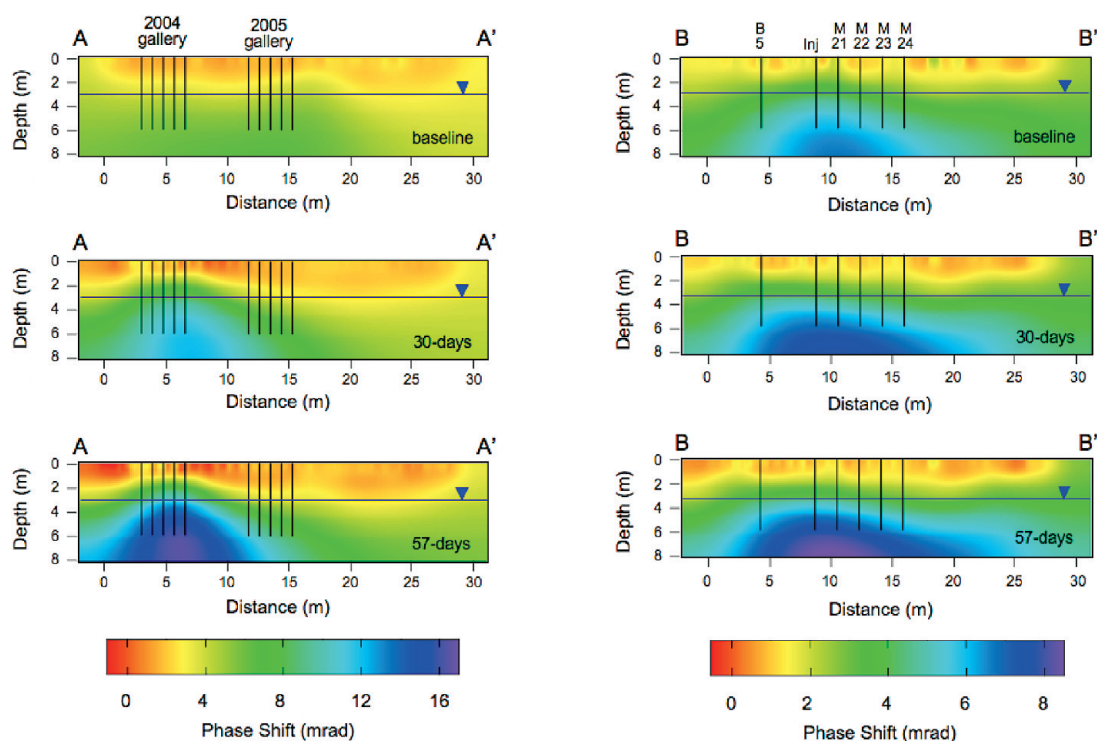 A 2004 gallery 2005 gallery A'
0
2
4
6
8
Depth (m)
baseline
0 5 10 15 20 25 30
Distance (m)
A A'
0
2
4
6
8
Depth (m)
30-days
0 5 10 15 20 25 30
Distance (m)
A A'
0
2
4
6
8
Depth (m)
57-days
0 5 10 15 20 25 30
Distance (m)
0 4 8 12 16
Phase Shift (mrad)
B B 5 Inj M 21 M 22 M 23 M 24 B'
0
2
4
6
8
Depth (m)
baseline
0 5 10 15 20 25 30
Distance (m)
B B'
0
2
4
6
8
Depth (m)
30-days
0 5 10 15 20 25 30
Distance (m)
B B'
0
2
4
6
8
Depth (m)
57-days
0 5 10 15 20 25 30
Distance (m)
0 2 4 6 8
Phase Shift (mrad)